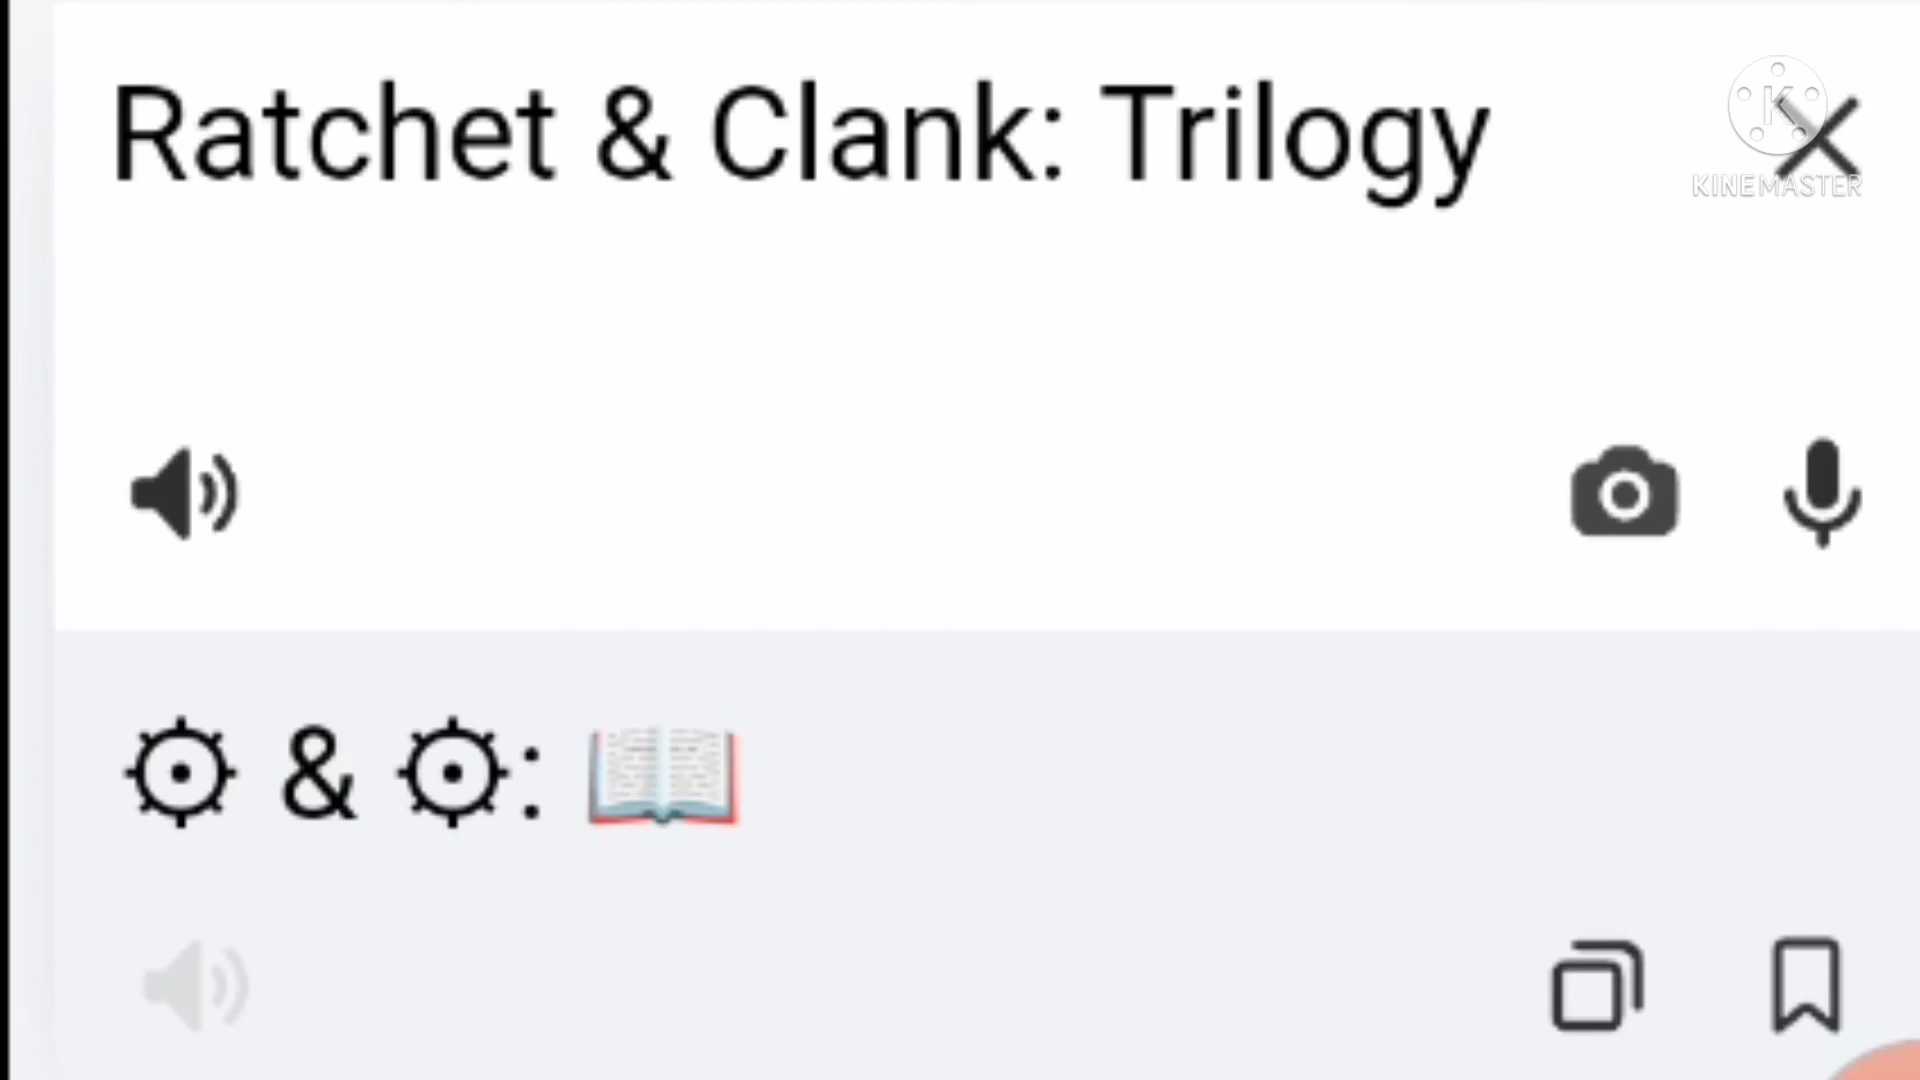 Ratchet & Clank: Trilogy
K
KINEMASTER
⛭ & ⛭: 📖